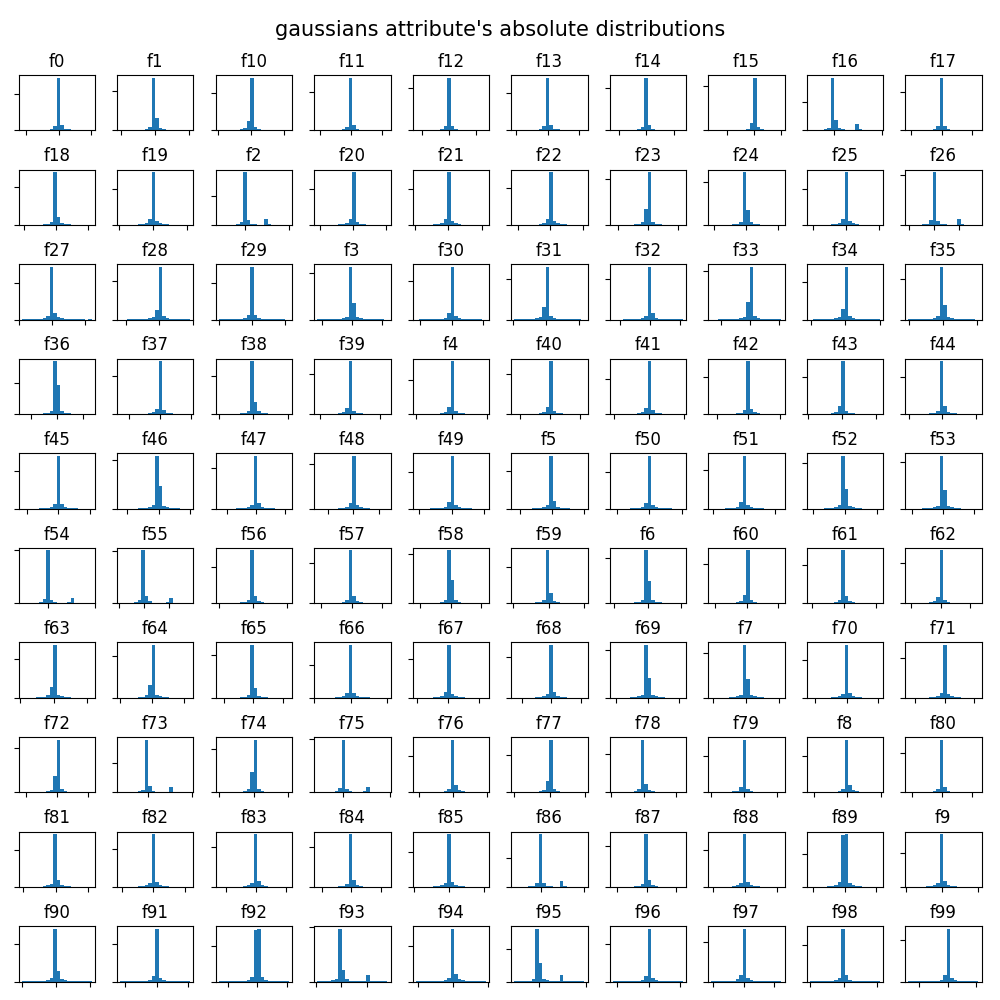 gaussians attribute's absolute distributions
f0 f1 f10 f11 f12 f13 f14 f15 f16 f17
f18 f19 f2 f20 f21 f22 f23 f24 f25 f26
f27 f28 f29 f3 f30 f31 f32 f33 f34 f35
f36 f37 f38 f39 f4 f40 f41 f42 f43 f44
f45 f46 f47 f48 f49 f5 f50 f51 f52 f53
f54 f55 f56 f57 f58 f59 f6 f60 f61 f62
f63 f64 f65 f66 f67 f68 f69 f7 f70 f71
f72 f73 f74 f75 f76 f77 f78 f79 f8 f80
f81 f82 f83 f84 f85 f86 f87 f88 f89 f9
f90 f91 f92 f93 f94 f95 f96 f97 f98 f99